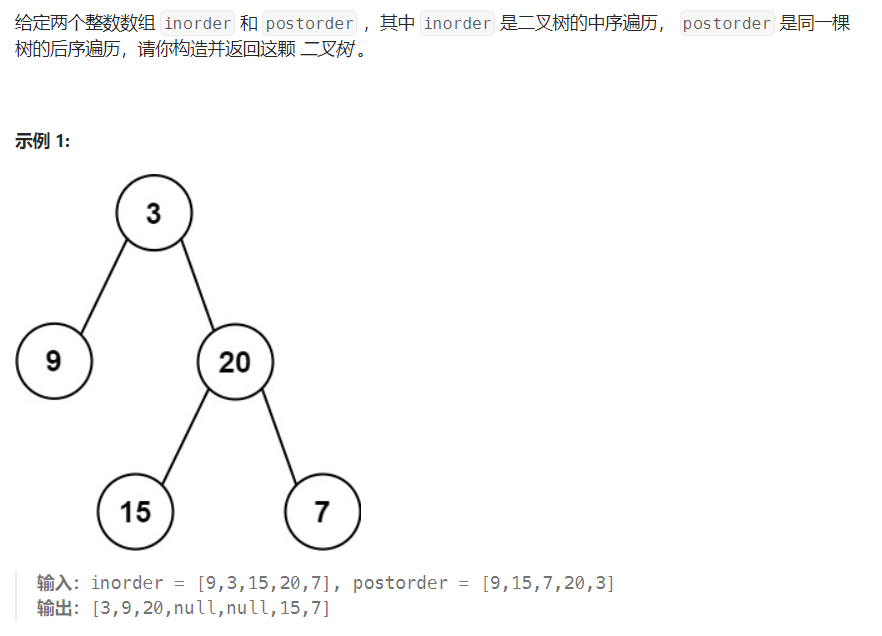 给定两个整数数组 inorder 和 postorder ，其中 inorder 是二叉树的中序遍历， postorder 是同一棵
树的后序遍历，请你构造并返回这颗 二叉树 。
示例 1:
3
9
20
15
7
输入: inorder = [9,3,15,20,7], postorder = [9,15,7,20,3]
输出: [3,9,20,null,null,15,7]